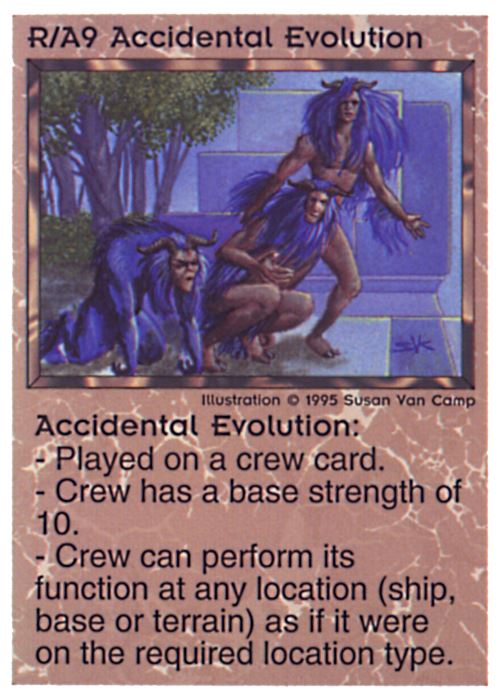 R/A9 Accidental Evolution
SVC
Illustration © 1995 Susan Van Camp
Accidental Evolution:
- Played on a crew card.
- Crew has a base strength of
10.
- Crew can perform its
function at any location (ship,
base or terrain) as if it were
on the required location type.